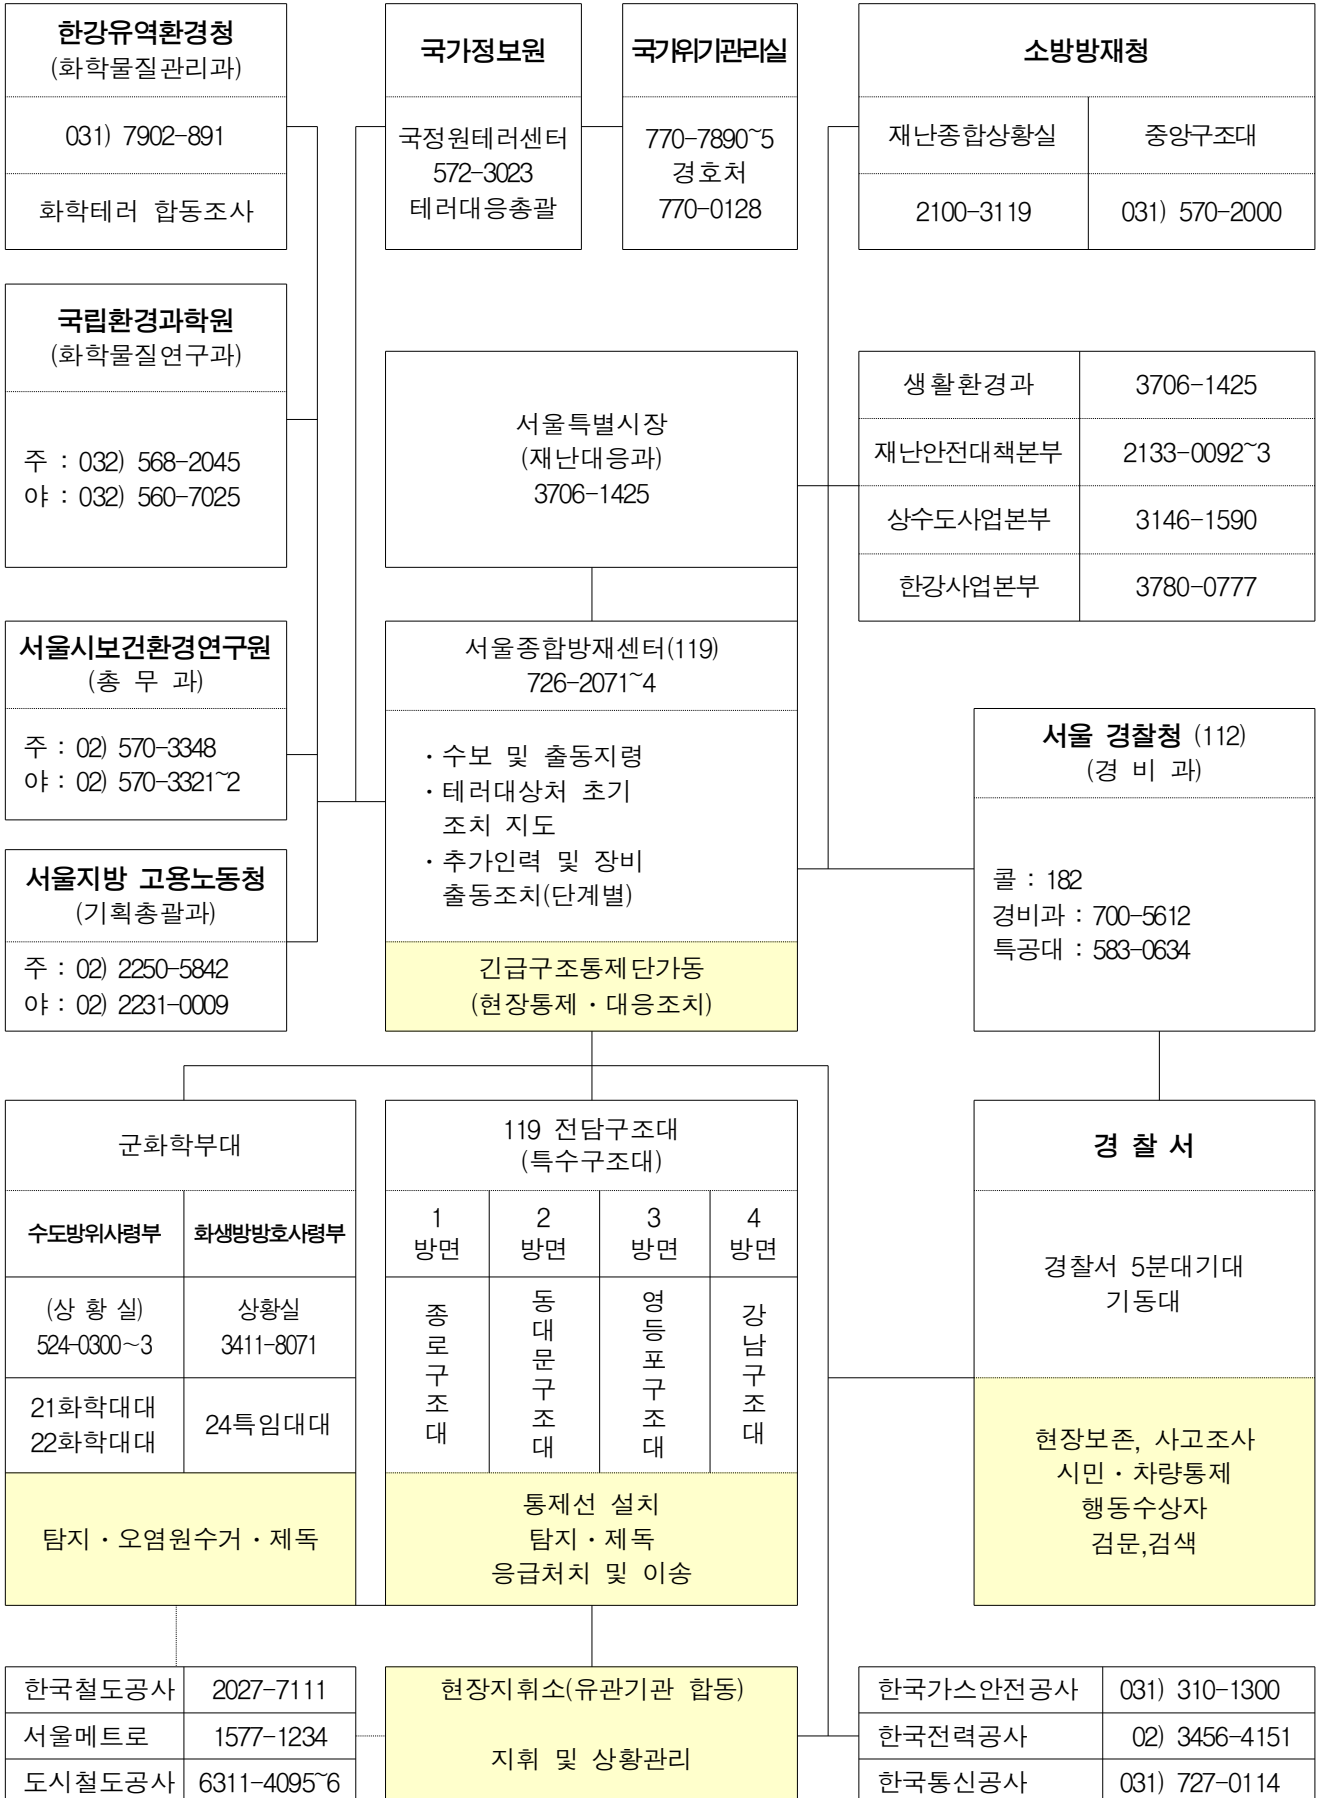 한강유역환경청
(화학물질관리과)
031) 7902-891
화학테러 합동조사
국가정보원
국정원테러센터
572-3023
테러대응총괄
국가위기관리실
770-7890~5
경호처
770-0128
소방방재청
재난종합상황실 중앙구조대
2100-3119 031) 570-2000
국립환경과학원
(화학물질연구과)
주 : 032) 568-2045
야 : 032) 560-7025
서울특별시장
(재난대응과)
3706-1425
생활환경과 3706-1425
재난안전대책본부 2133-0092~3
상수도사업본부 3146-1590
한강사업본부 3780-0777
서울시보건환경연구원
(총 무 과)
주 : 02) 570-3348
야 : 02) 570-3321~2
서울지방 고용노동청
(기획총괄과)
주 : 02) 2250-5842
야 : 02) 2231-0009
서울종합방재센터(119)
726-2071~4
· 수보 및 출동지령
· 테러대상처 초기
조치 지도
· 추가인력 및 장비
출동조치(단계별)
긴급구조통제단가동
(현장통제 · 대응조치)
서울 경찰청 (112)
(경 비 과)
콜 : 182
경비과 : 700-5612
특공대 : 583-0634
군화학부대
수도방위사령부 화생방방호사령부
(상 황 실) 상황실
524-0300~3 3411-8071
21화학대대
22화학대대
24특임대대
탐지 · 오염원수거 · 제독
119 전담구조대
(특수구조대)
1 2 3 4
방면 방면 방면 방면
종로구조대
동대문구조대
영등포구조대
강남구조대
통제선 설치
탐지 · 제독
응급처치 및 이송
경 찰 서
경찰서 5분대기대
기동대
현장보존, 사고조사
시민 · 차량통제
행동수상자
검문,검색
한국철도공사 2027-7111
서울메트로 1577-1234
도시철도공사 6311-4095~6
현장지휘소(유관기관 합동)
지휘 및 상황관리
한국가스안전공사 031) 310-1300
한국전력공사 02) 3456-4151
한국통신공사 031) 727-0114